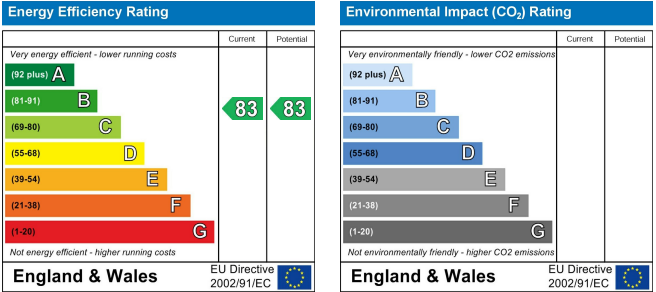 Energy Efficiency Rating
Current Potential
Very energy efficient - lower running costs
(92 plus) A
(81-91) B
83 83
(69-80) C
(55-68) D
(39-54) E
(21-38) F
(1-20) G
Not energy efficient - higher running costs
England & Wales
EU Directive
2002/91/EC
Environmental Impact (CO₂) Rating
Current Potential
Very environmentally friendly - lower CO2 emissions
(92 plus) A
(81-91) B
(69-80) C
(55-68) D
(39-54) E
(21-38) F
(1-20) G
Not environmentally friendly - higher CO2 emissions
England & Wales
EU Directive
2002/91/EC